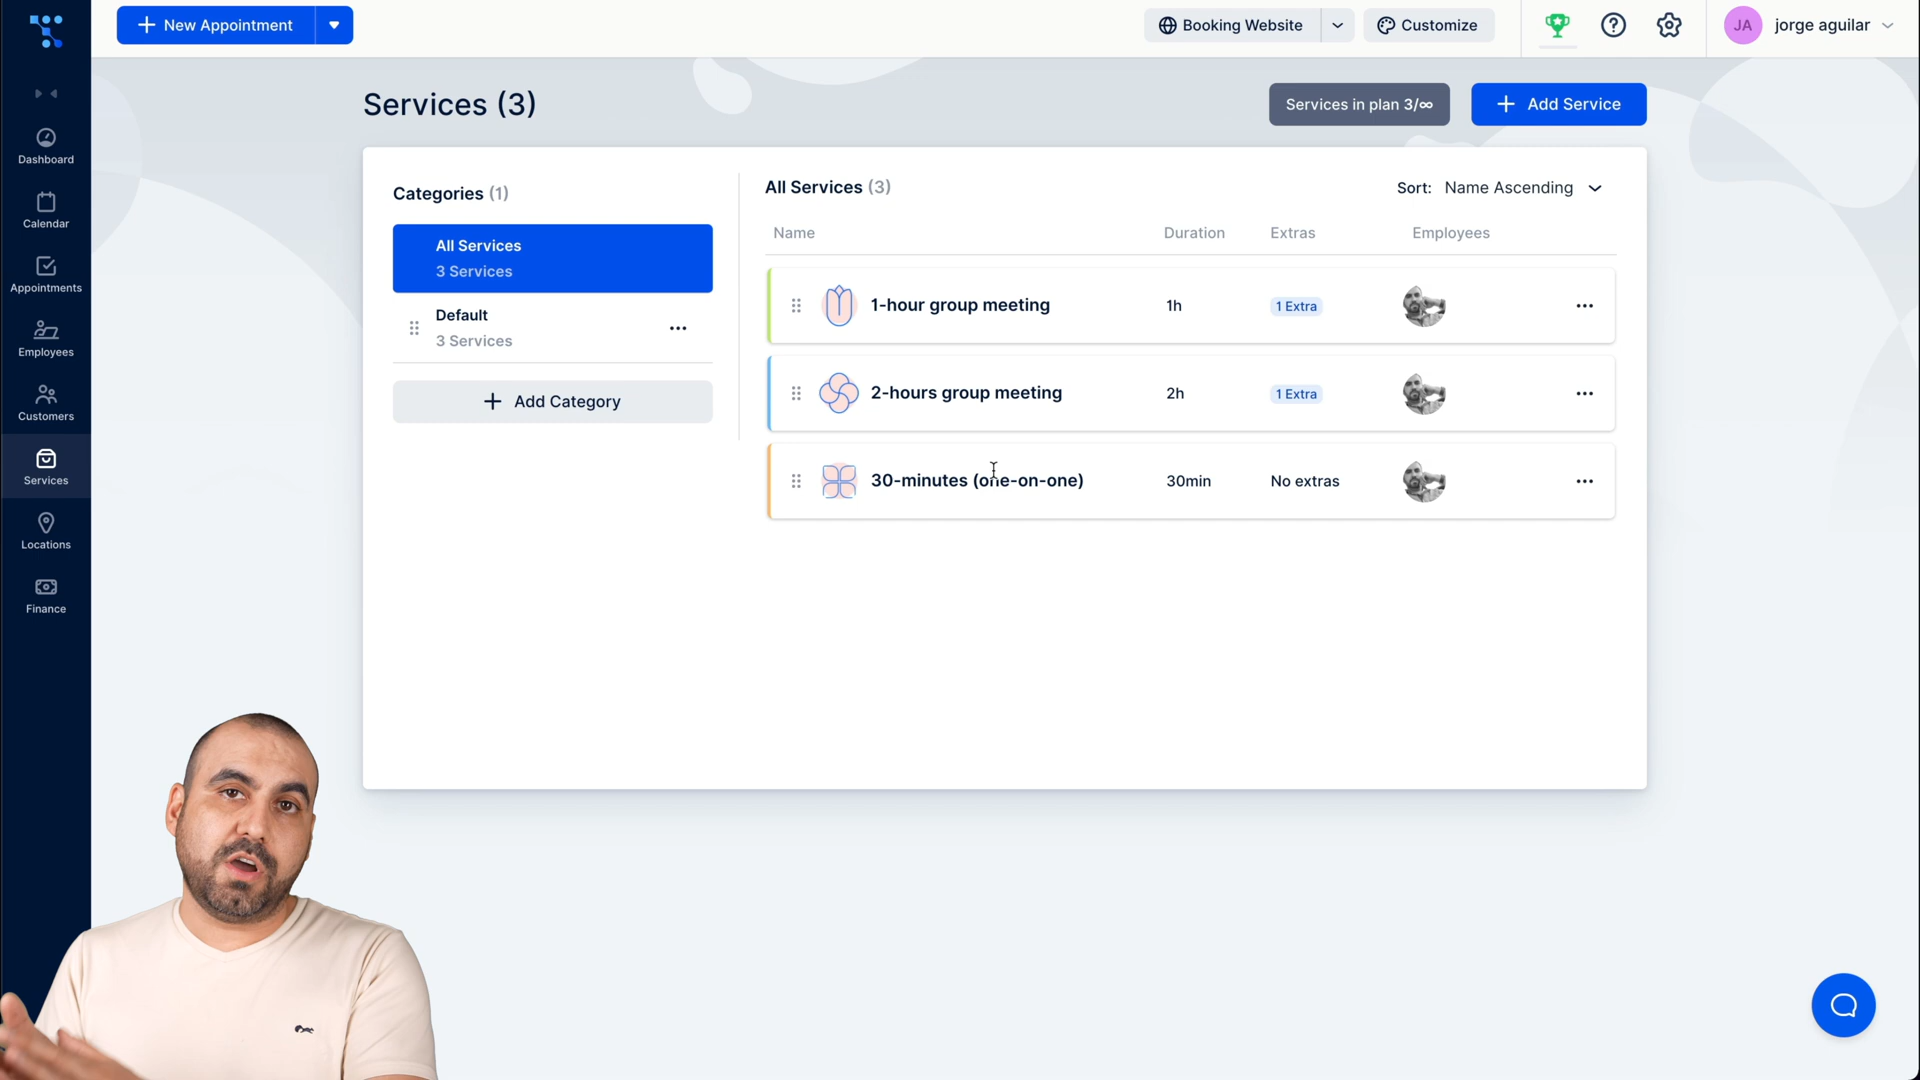 New Appointment
Booking Website
Customize
JA
jorge aguilar
Dashboard
Calendar
Appointments
Employees
Customers
Services
Locations
Finance
Services (3)
Services in plan 3/∞
Add Service
Categories (1)
All Services
3 Services
Default
3 Services
Add Category
All Services (3)
Sort: Name Ascending
Name Duration Extras Employees
1-hour group meeting 1h 1 Extra
2-hours group meeting 2h 1 Extra
30-minutes (one-on-one) 30min No extras